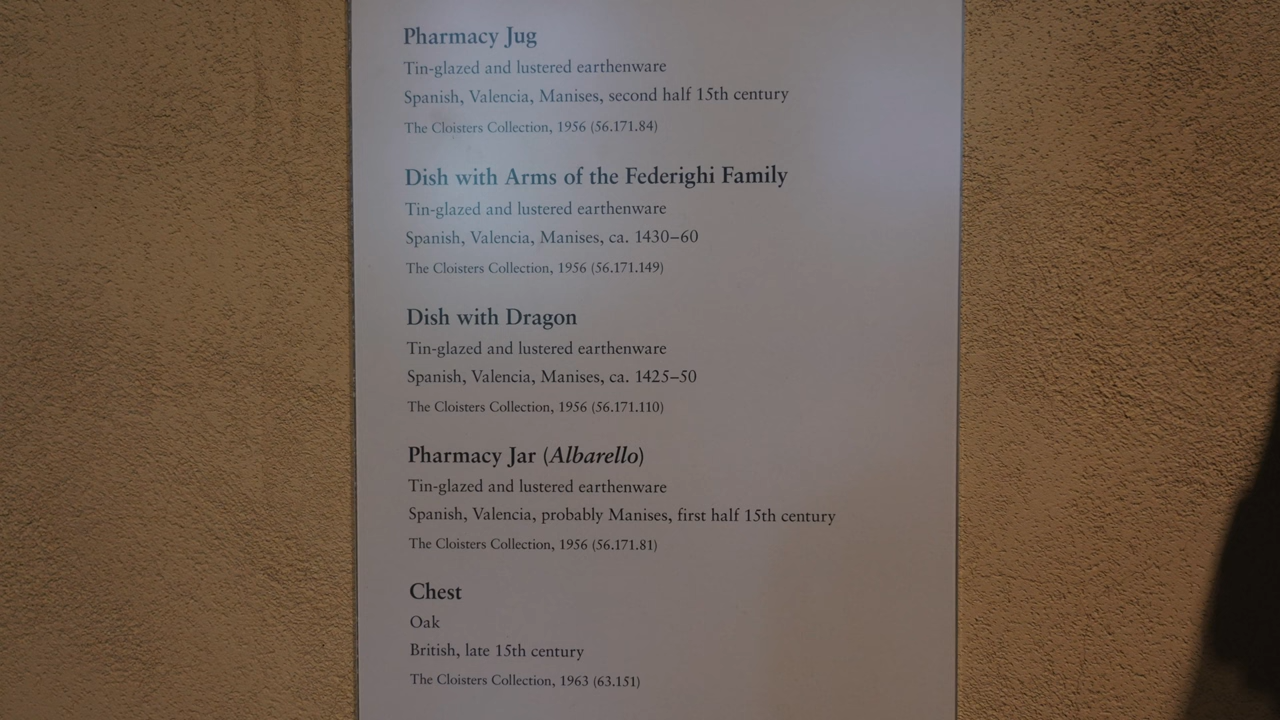 Pharmacy Jug
Tin-glazed and lustered earthenware
Spanish, Valencia, Manises, second half 15th century
The Cloisters Collection, 1956 (56.171.84)
Dish with Arms of the Federighi Family
Tin-glazed and lustered earthenware
Spanish, Valencia, Manises, ca. 1430–60
The Cloisters Collection, 1956 (56.171.149)
Dish with Dragon
Tin-glazed and lustered earthenware
Spanish, Valencia, Manises, ca. 1425–50
The Cloisters Collection, 1956 (56.171.110)
Pharmacy Jar (Albarello)
Tin-glazed and lustered earthenware
Spanish, Valencia, probably Manises, first half 15th century
The Cloisters Collection, 1956 (56.171.81)
Chest
Oak
British, late 15th century
The Cloisters Collection, 1963 (63.151)